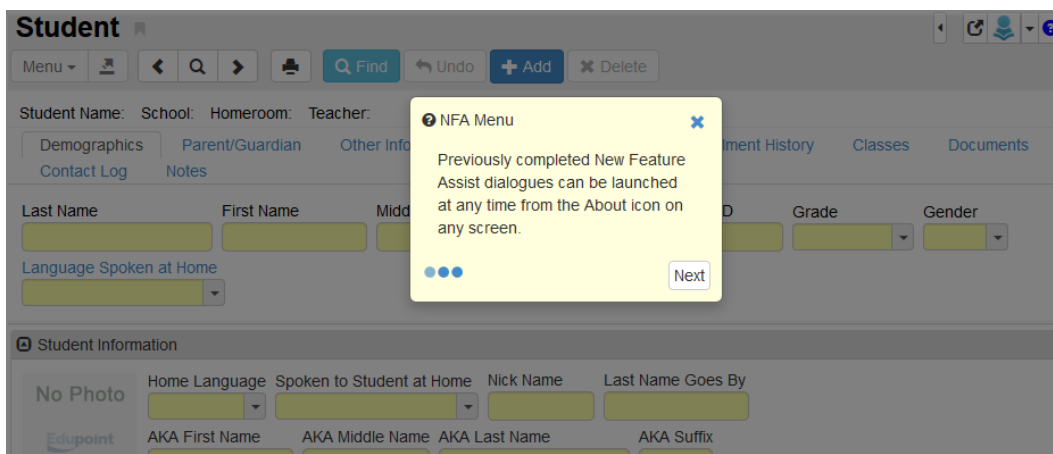 Student
Menu Find Undo Add Delete
Student Name: School: Homeroom: Teacher:
NFA Menu
Demographics Parent/Guardian Other Info lment History Classes Documents
Contact Log Notes
Previously completed New Feature
Assist dialogues can be launched
at any time from the About icon on
any screen.
Last Name First Name Midd D Grade Gender
Language Spoken at Home
Next
Student Information
No Photo
Home Language Spoken to Student at Home Nick Name Last Name Goes By
Edupoint
AKA First Name AKA Middle Name AKA Last Name AKA Suffix